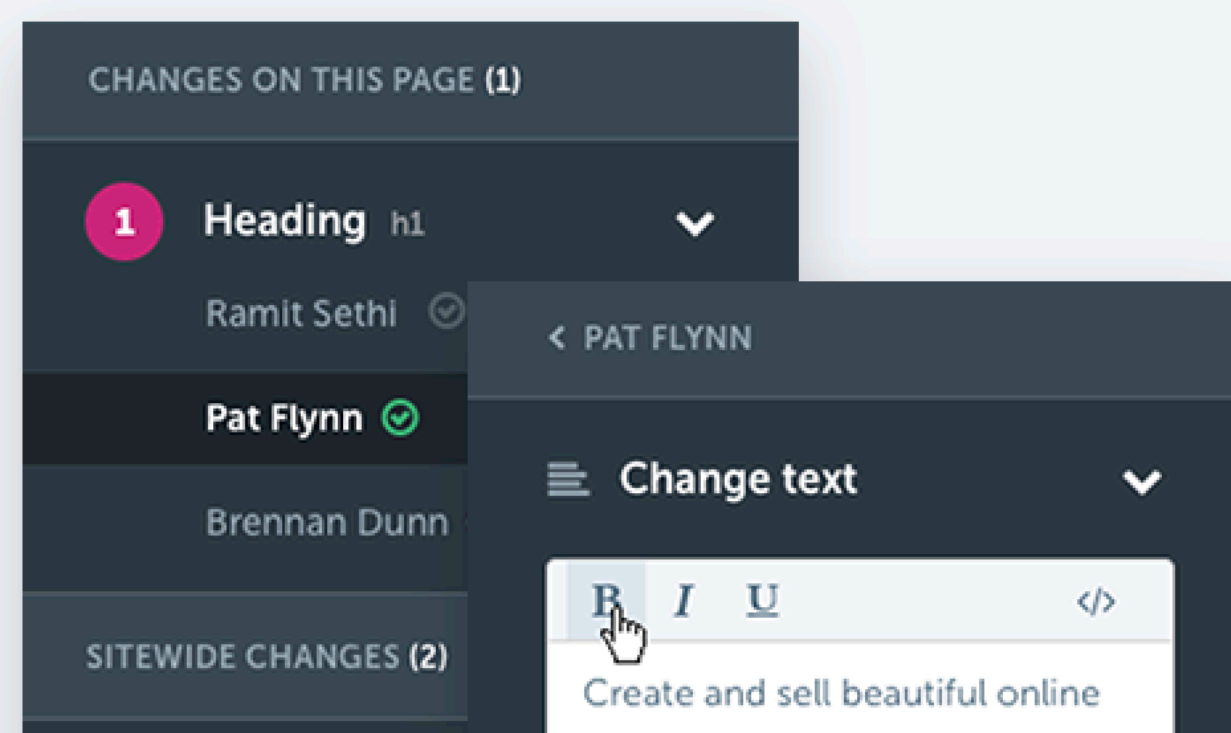 CHANGES ON THIS PAGE (1)
1 Heading h1
Ramit Sethi
Pat Flynn
Brennan Dunn
SITEWIDE CHANGES (2)
< PAT FLYNN
Change text
B I U </>
Create and sell beautiful online